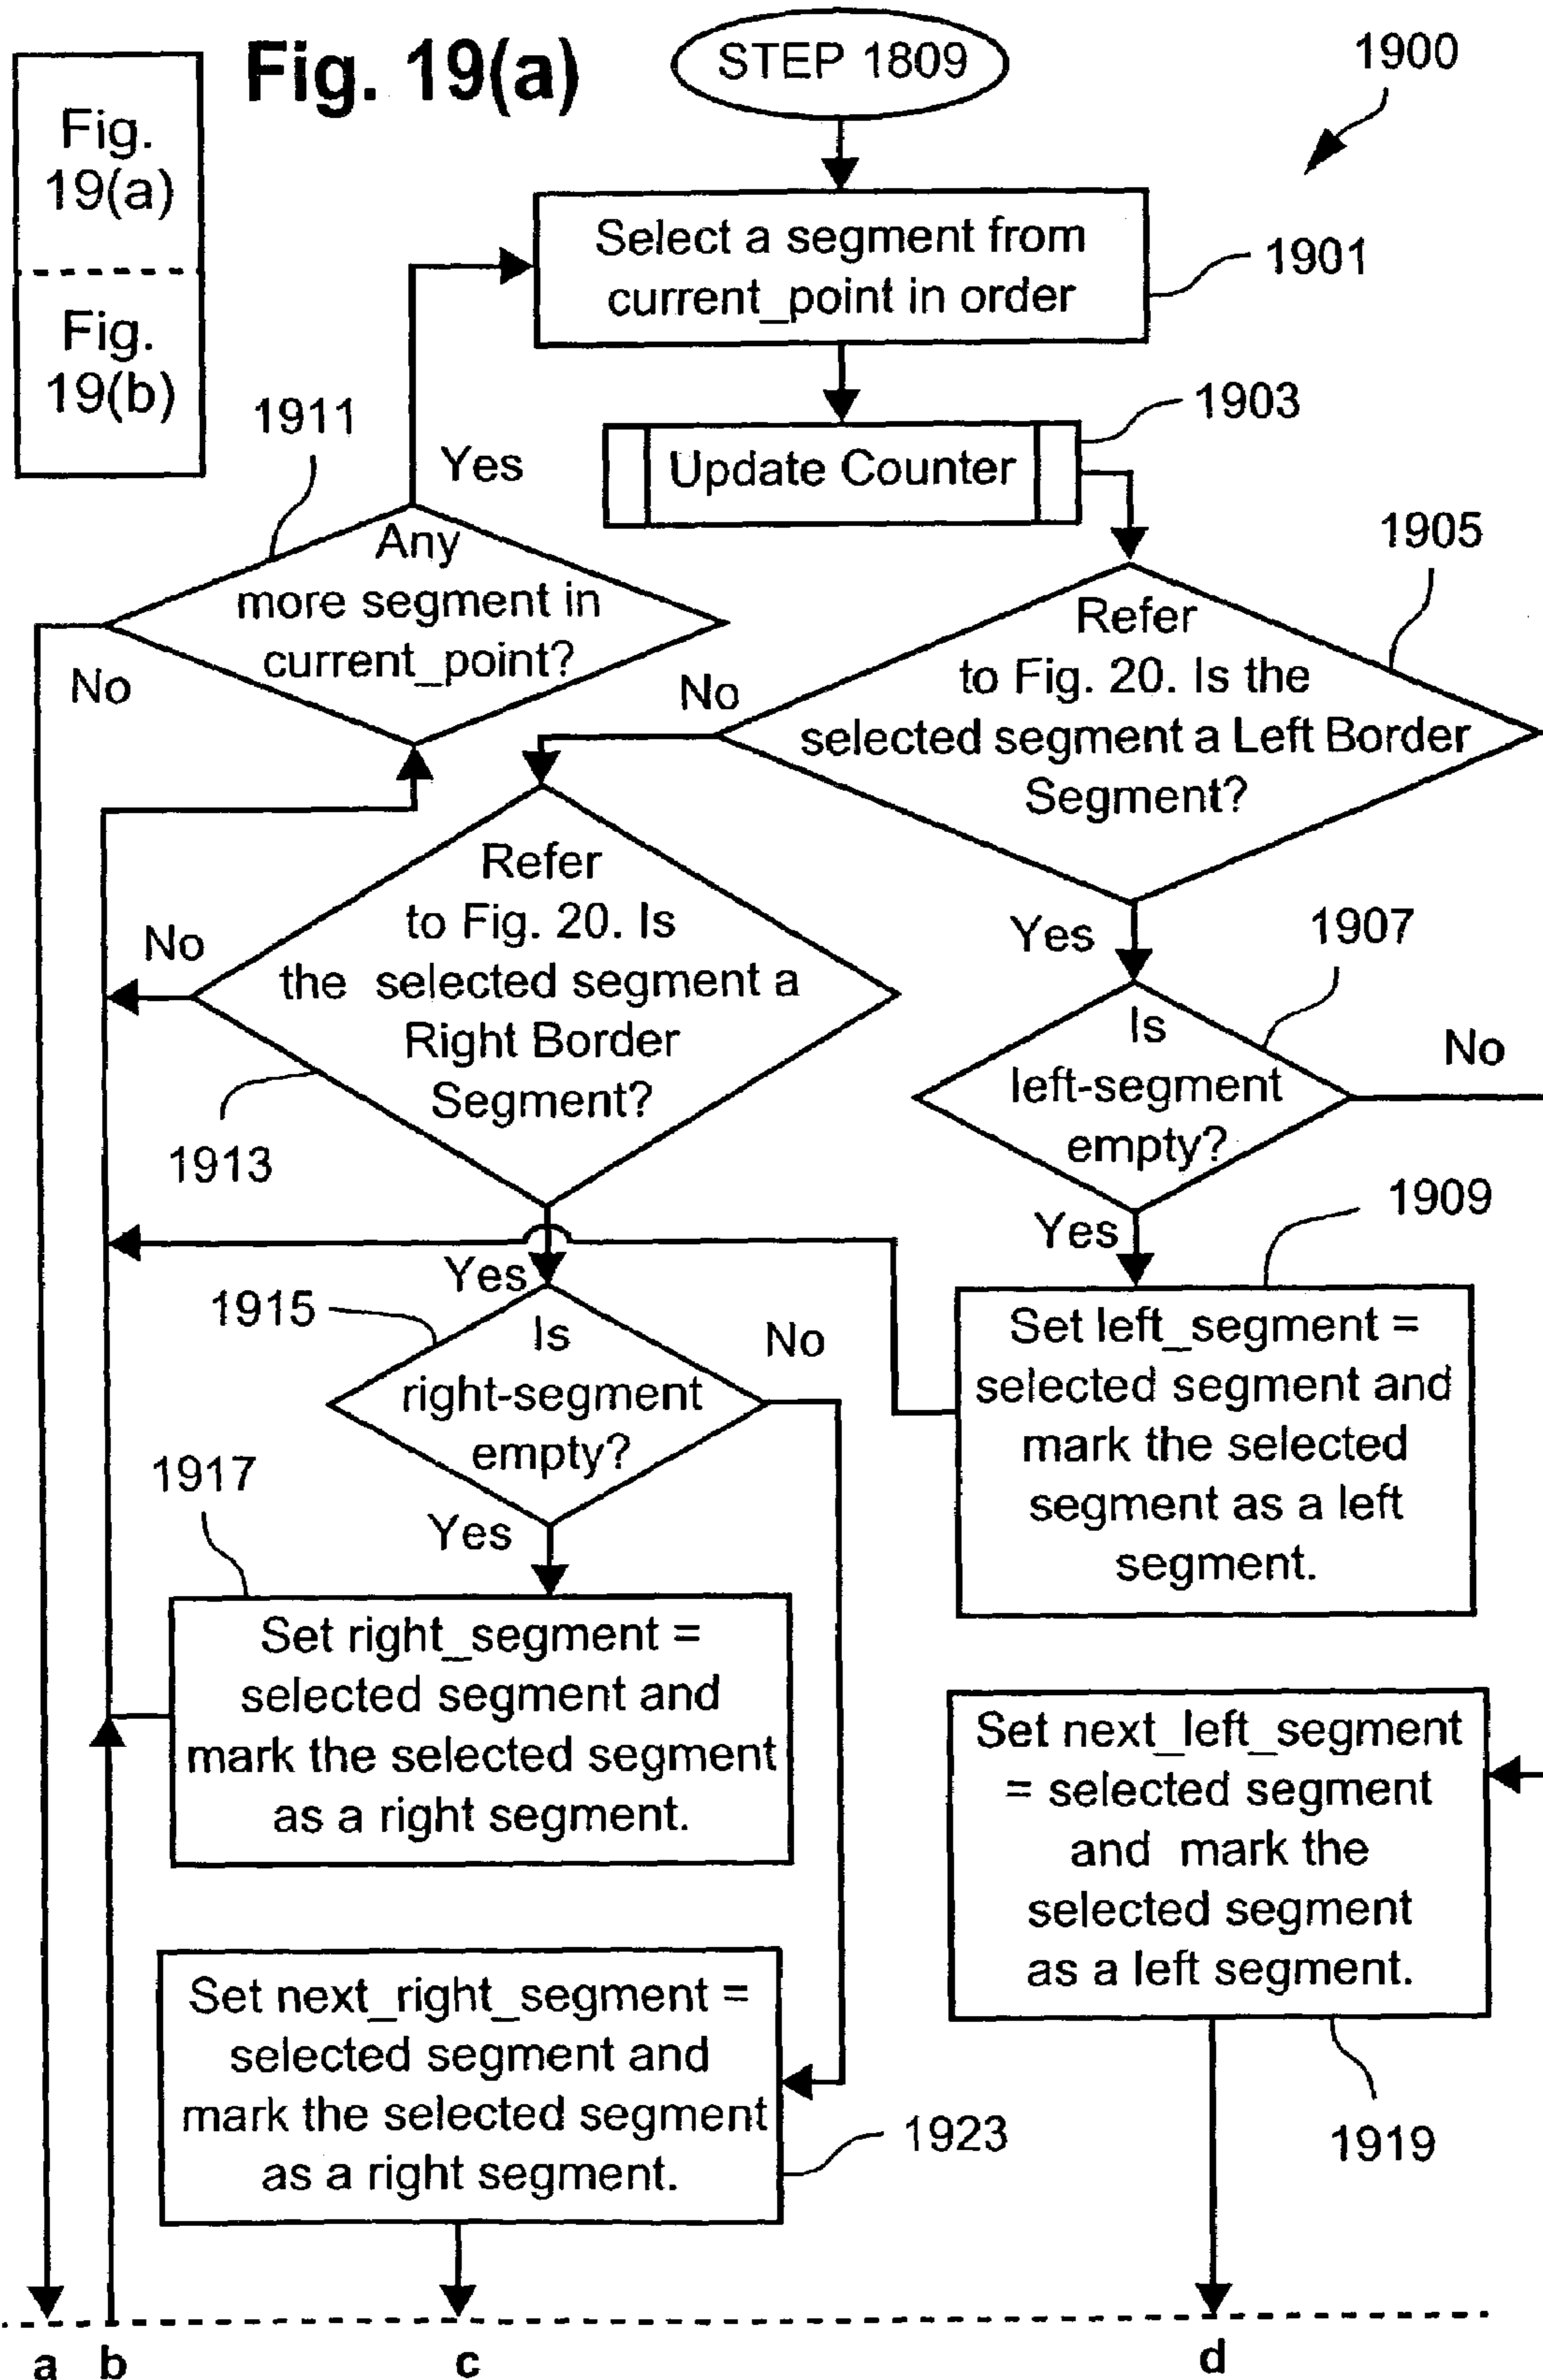 Fig. 19(a)
Fig.
19(a)
Fig.
19(b)
STEP 1809
1900
Select a segment from
current_point in order
1901
Update Counter
1903
1911
Yes
Any
more segment in
current_point?
No
1905
Refer
to Fig. 20. Is the
selected segment a Left Border
Segment?
No
Yes
Refer
to Fig. 20. Is
the selected segment a
Right Border
Segment?
No
1913
Yes
1907
Is
left-segment
empty?
No
Yes
1909
Set left_segment =
selected segment and
mark the selected
segment as a left
segment.
1915
Is
right-segment
empty?
No
Yes
1917
Set right_segment =
selected segment and
mark the selected segment
as a right segment.
Set next_left_segment
= selected segment
and mark the
selected segment
as a left segment.
1919
Set next_right_segment =
selected segment and
mark the selected segment
as a right segment.
1923
a
b
c
d